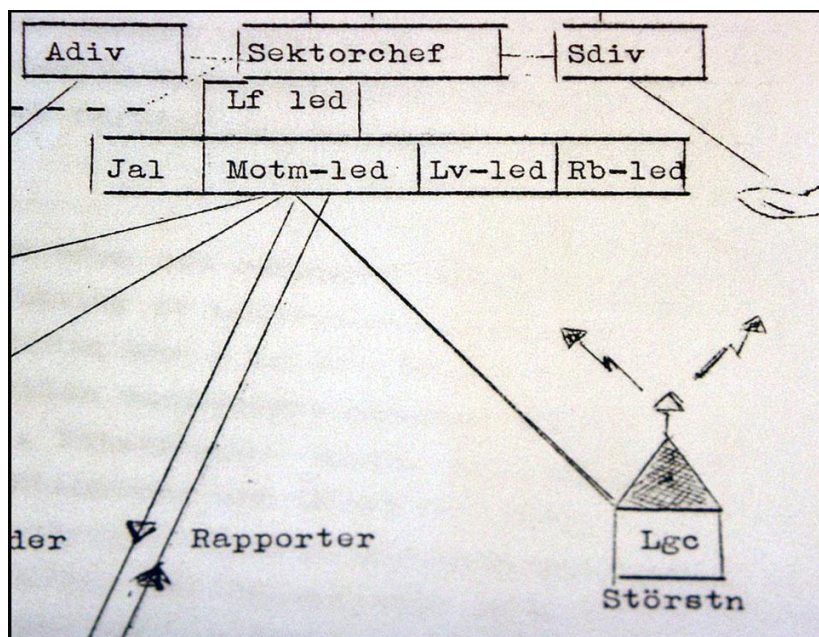 Adiv Sektorchef Sdiv
Lf led
Jal Motm-led Lv-led Rb-led
der Rapporter
Lgc
Störstn